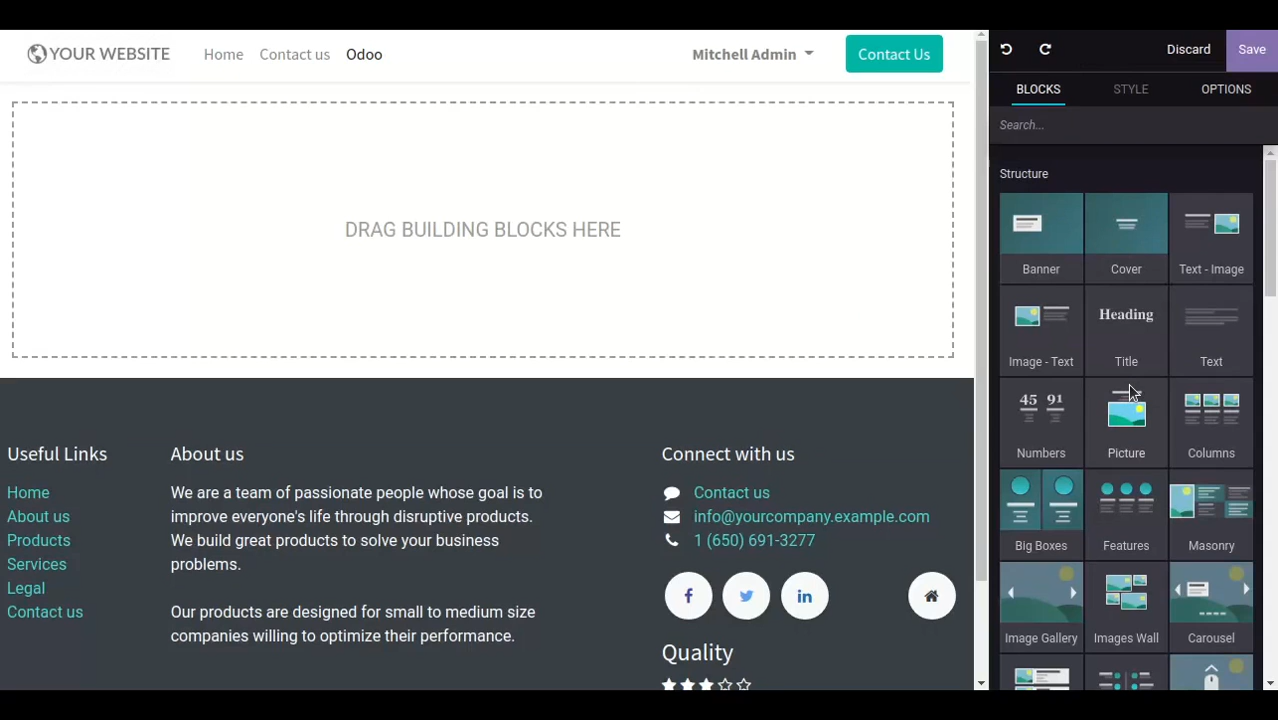 YOUR WEBSITE Home Contact us Odoo Mitchell Admin Contact Us
Discard Save
BLOCKS STYLE OPTIONS
Search...
DRAG BUILDING BLOCKS HERE
Structure
Banner Cover Text - Image
Heading
Image - Text Title Text
45 91
Numbers Picture Columns
Big Boxes Features Masonry
Image Gallery Images Wall Carousel
Useful Links
Home
About us
Products
Services
Legal
Contact us
About us
We are a team of passionate people whose goal is to
improve everyone's life through disruptive products.
We build great products to solve your business
problems.
Our products are designed for small to medium size
companies willing to optimize their performance.
Connect with us
Contact us
info@yourcompany.example.com
1 (650) 691-3277
Quality